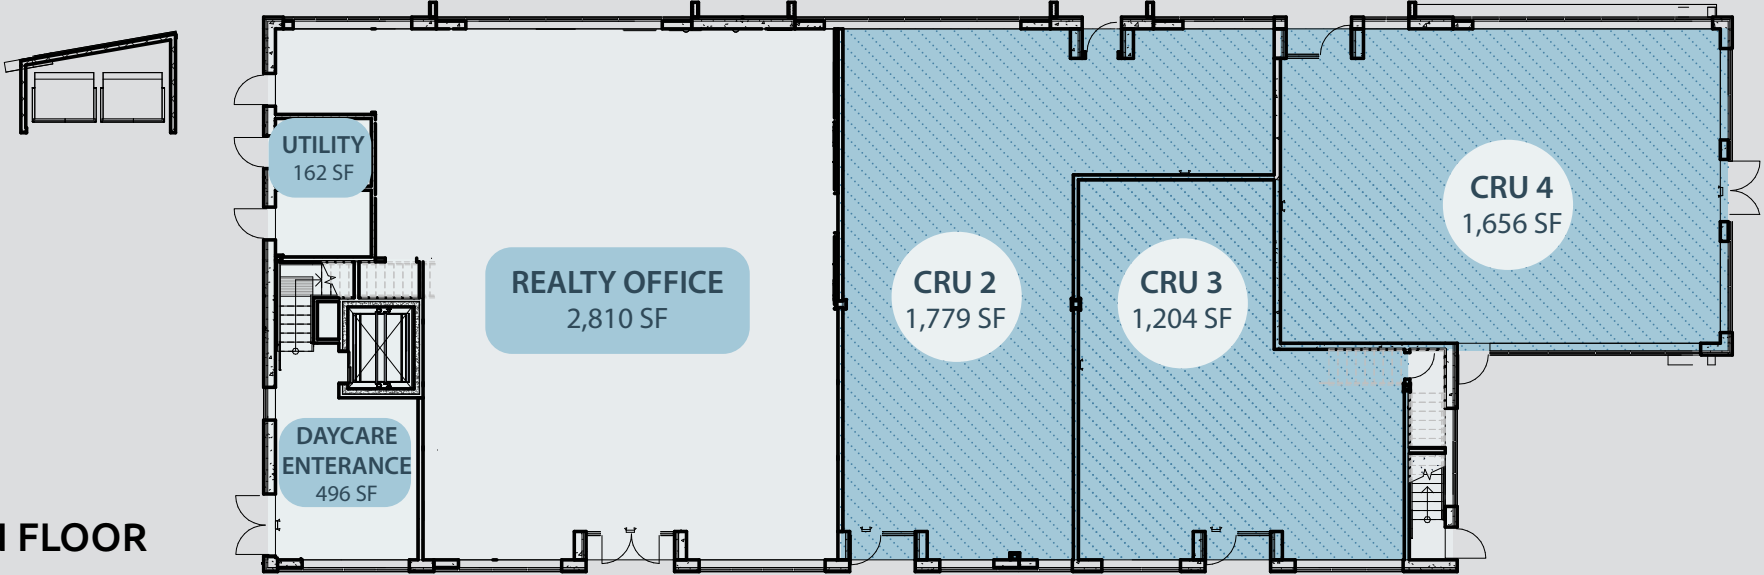 UTILITY
162 SF
REALTY OFFICE
2,810 SF
CRU 2
1,779 SF
CRU 3
1,204 SF
CRU 4
1,656 SF
DAYCARE
ENTERANCE
496 SF
FLOOR